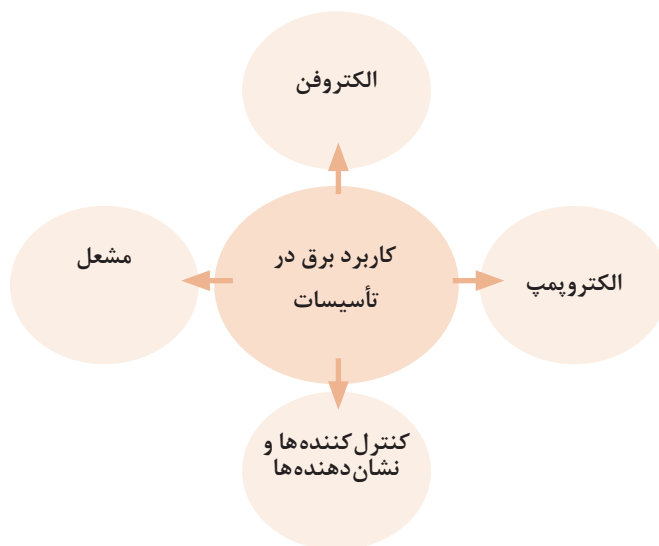 الکتروفن
کاربرد برق در
تأسیسات
مشعل
الکتروپمپ
کنترل‌کننده‌ها و
نشان‌دهنده‌ها